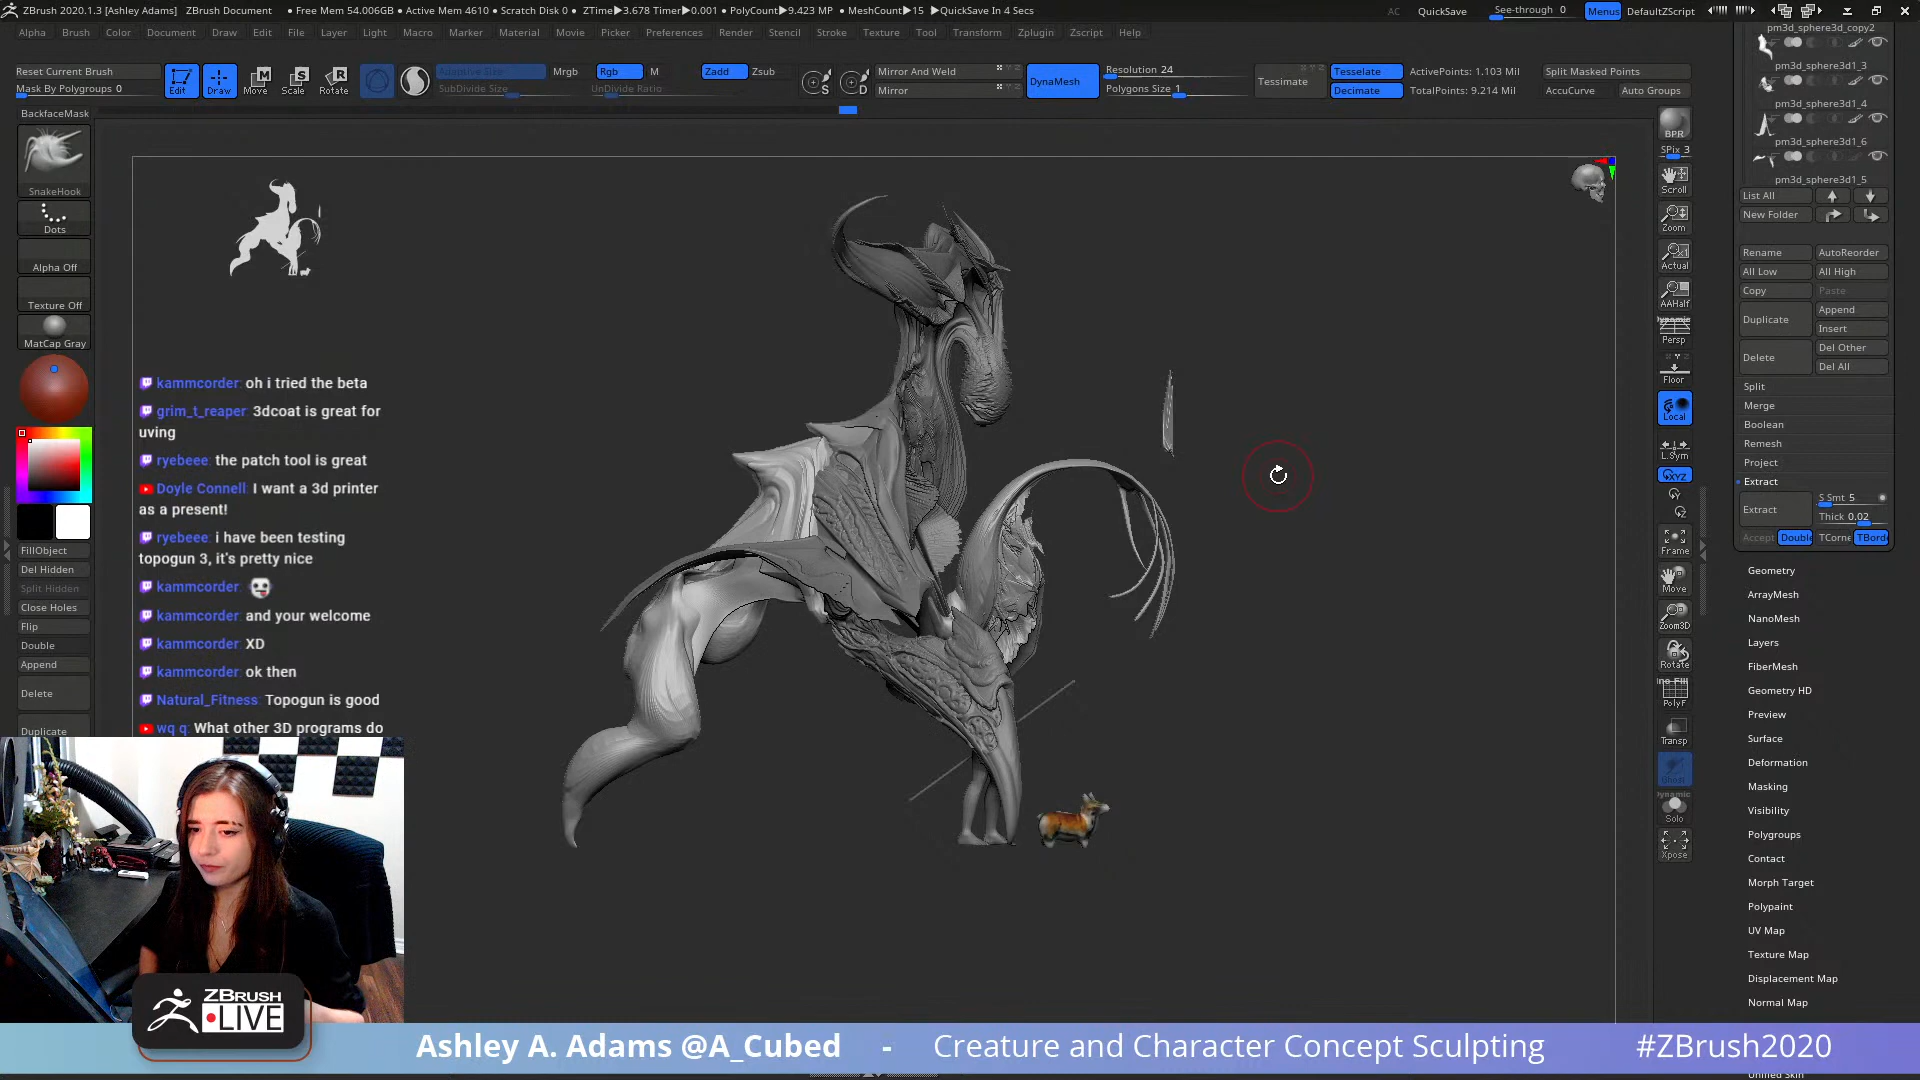 ZBrush 2020.1.3 [Ashley Adams] ZBrush Document • Free Mem 54.006GB • Active Mem 4610 • Scratch Disk 0 • ZTime▶3.678 Timer▶0.001 • PolyCount▶9.423 MP • MeshCount▶15 ▶QuickSave In 4 Secs AC QuickSave See-through 0 Menus DefaultZScript
Alpha Brush Color Document Draw Edit File Layer Light Macro Marker Material Movie Picker Preferences Render Stencil Stroke Texture Tool Transform Zplugin Zscript Help
Reset Current Brush
Mask By Polygroups 0
Edit Draw Move Scale Rotate
Adaptive Size Mrgb Rgb M Zadd Zsub
SubDivide Size UnDivide Ratio
S D
Mirror And Weld
Mirror
DynaMesh
Resolution 24
Polygons Size 1
Tessimate
Tesselate
Decimate
ActivePoints: 1.103 Mil
TotalPoints: 9.214 Mil
Split Masked Points
AccuCurve Auto Groups
BackfaceMask
SnakeHook
Dots
Alpha Off
Texture Off
MatCap Gray
FillObject
Del Hidden
Split Hidden
Close Holes
Flip
Double
Append
Delete
Duplicate
kammcorder: oh i tried the beta
grim_t_reaper: 3dcoat is great for
uving
ryebeee: the patch tool is great
Doyle Connell: I want a 3d printer
as a present!
ryebeee: i have been testing
topogun 3, it's pretty nice
kammcorder:
kammcorder: and your welcome
kammcorder: XD
kammcorder: ok then
Natural_Fitness: Topogun is good
wq q: What other 3D programs do
BPR
SPix 3
Scroll
Zoom
Actual
AAHalf
Dynamic
Persp
Floor
Local
L.Sym
XYZ
Frame
Move
Zoom3D
Rotate
PolyF
Transp
Ghost
Dynamic
Solo
Xpose
pm3d_sphere3d_copy2
pm3d_sphere3d1_3
pm3d_sphere3d1_4
pm3d_sphere3d1_6
pm3d_sphere3d1_5
List All
New Folder
Rename AutoReorder
All Low All High
Copy Paste
Duplicate Append
Insert
Delete Del Other
Del All
Split
Merge
Boolean
Remesh
Project
Extract
Extract S Smt 5
Thick 0.02
Accept Double TCorne TBorde
Geometry
ArrayMesh
NanoMesh
Layers
FiberMesh
Geometry HD
Preview
Surface
Deformation
Masking
Visibility
Polygroups
Contact
Morph Target
Polypaint
UV Map
Texture Map
Displacement Map
Normal Map
Unified Skin
ZBRUSH
LIVE
Ashley A. Adams @A_Cubed - Creature and Character Concept Sculpting #ZBrush2020